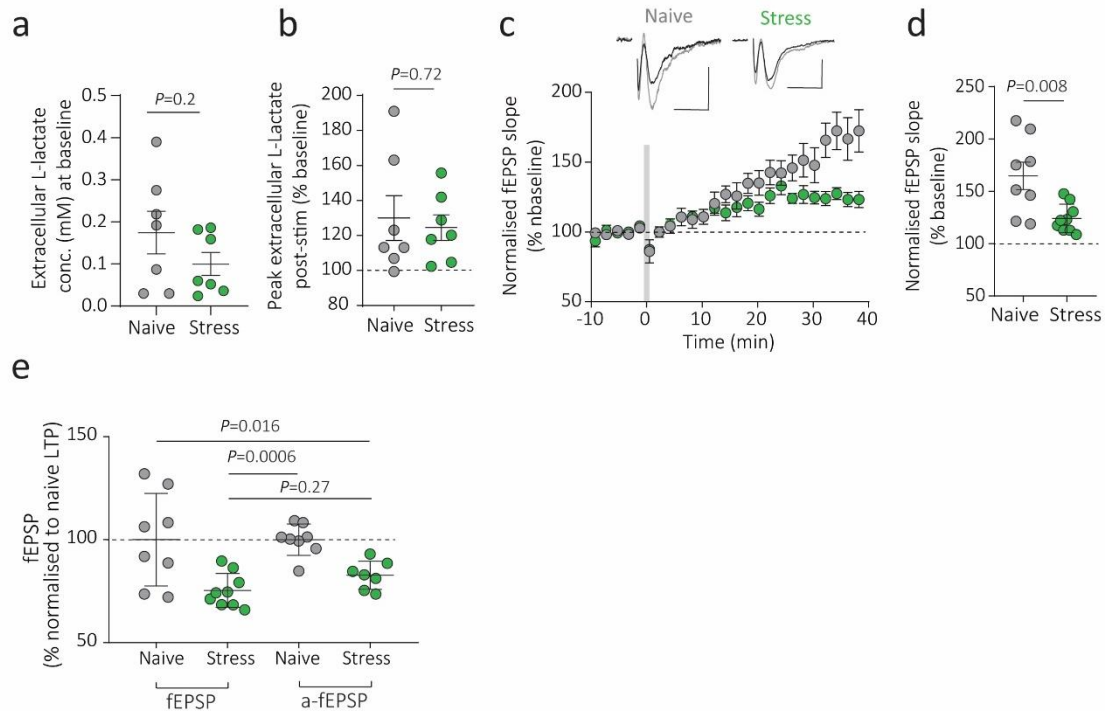 a
Extracellular L-lactate
conc. (mM) at baseline
P=0.2
0.5
0.4
0.3
0.2
0.1
0.0
Naive
Stress
b
Peak extracellular L-Lactate
post-stim (% baseline)
P=0.72
200
180
160
140
120
100
80
Naive
Stress
c
Naive
Stress
Normalised fEPSP slope
(% nbaseline)
200
150
100
50
-10
0
10
20
30
40
Time (min)
d
Normalised fEPSP slope
(% baseline)
P=0.008
250
200
150
100
50
Naive
Stress
e
fEPSP
(% normalised to naive LTP)
150
100
50
P=0.016
P=0.0006
P=0.27
Naive
Stress
Naive
Stress
fEPSP
a-fEPSP